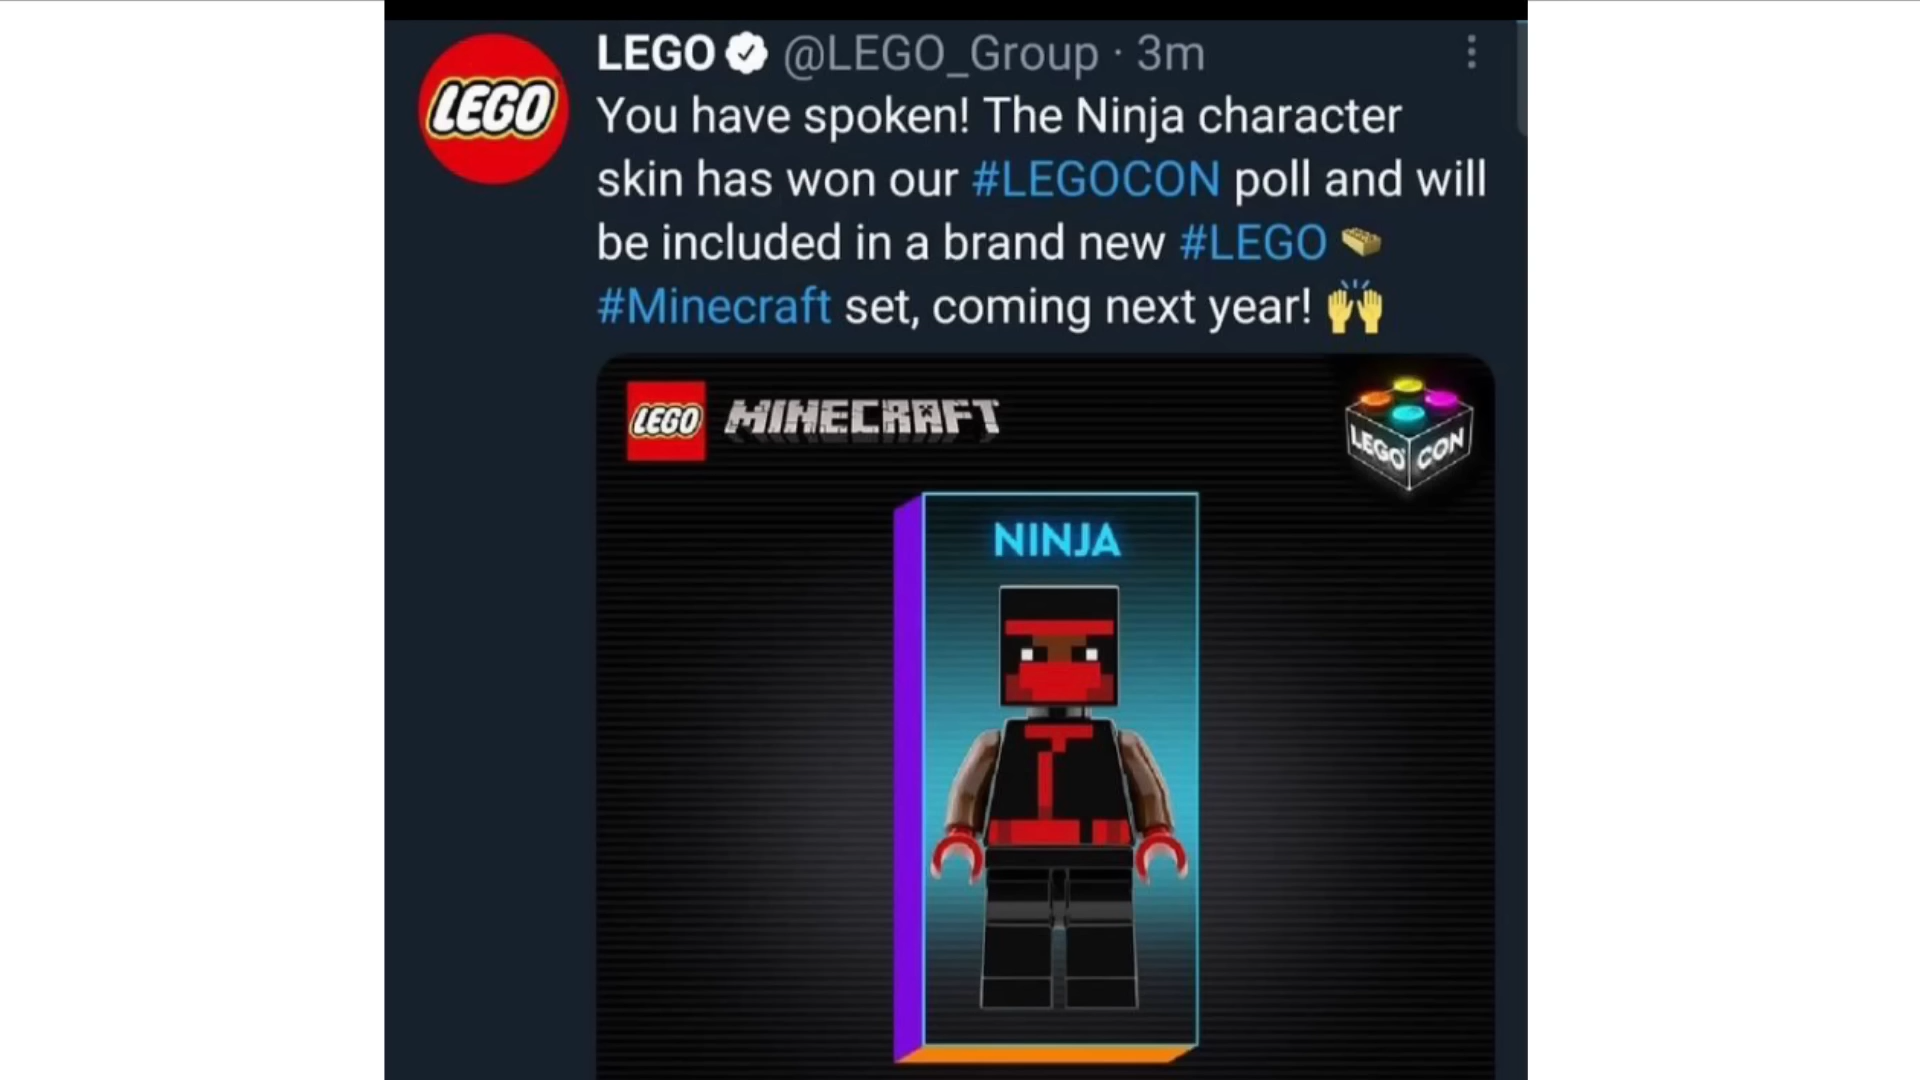 LEGO @LEGO_Group · 3m
LEGO
You have spoken! The Ninja character
skin has won our #LEGOCON poll and will
be included in a brand new #LEGO
#Minecraft set, coming next year! 🙌
LEGO MINECRAFT
LEGO CON
NINJA